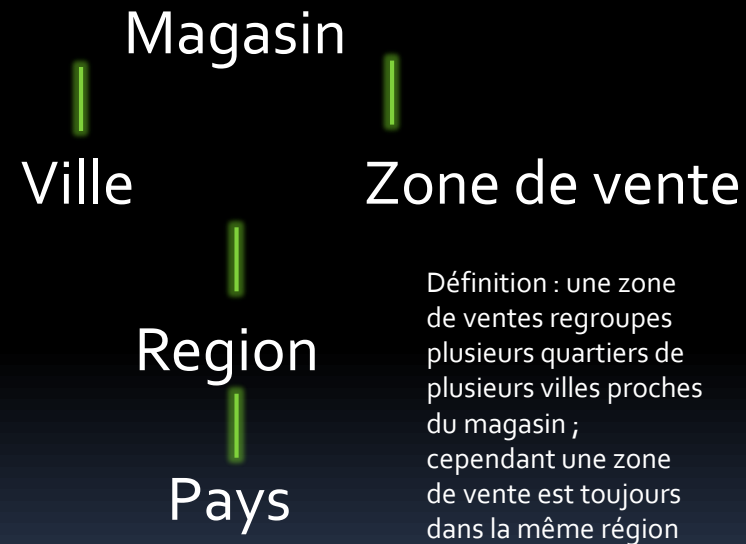 Magasin
Ville
Zone de vente
Region
Pays
Définition : une zone
de ventes regroupes
plusieurs quartiers de
plusieurs villes proches
du magasin ;
cependant une zone
de vente est toujours
dans la même région